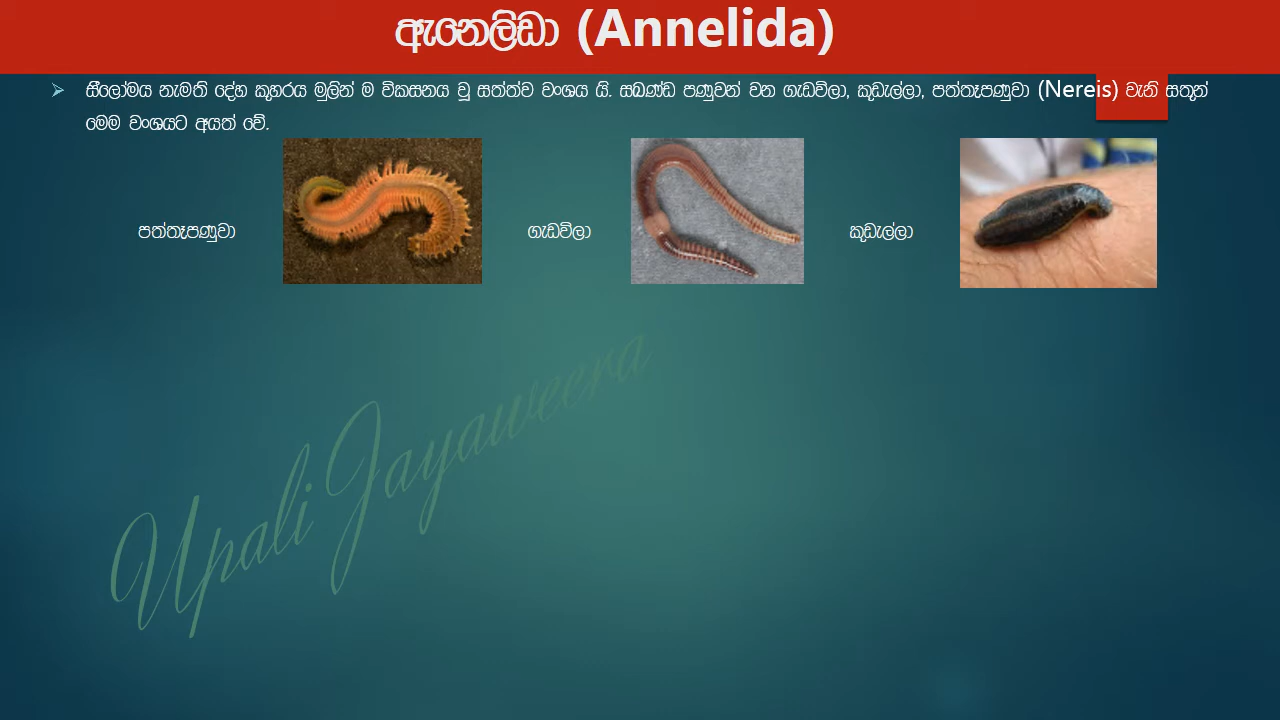 ඇනෙලිඩා (Annelida)
සීලෝමය නැමති දේහ කුහරය මුලින් ම විකසනය වූ සත්ත්ව වංශය යි. සඛණ්ඩ පණුවන් වන ගැඩවිලා, කූඩැල්ලා, පත්තෑපණුවා (Nereis) වැනි සතුන්
මෙම වංශයට අයත් වේ.
පත්තෑපණුවා ගැඩවිලා කූඩැල්ලා
Upali Jayaweera